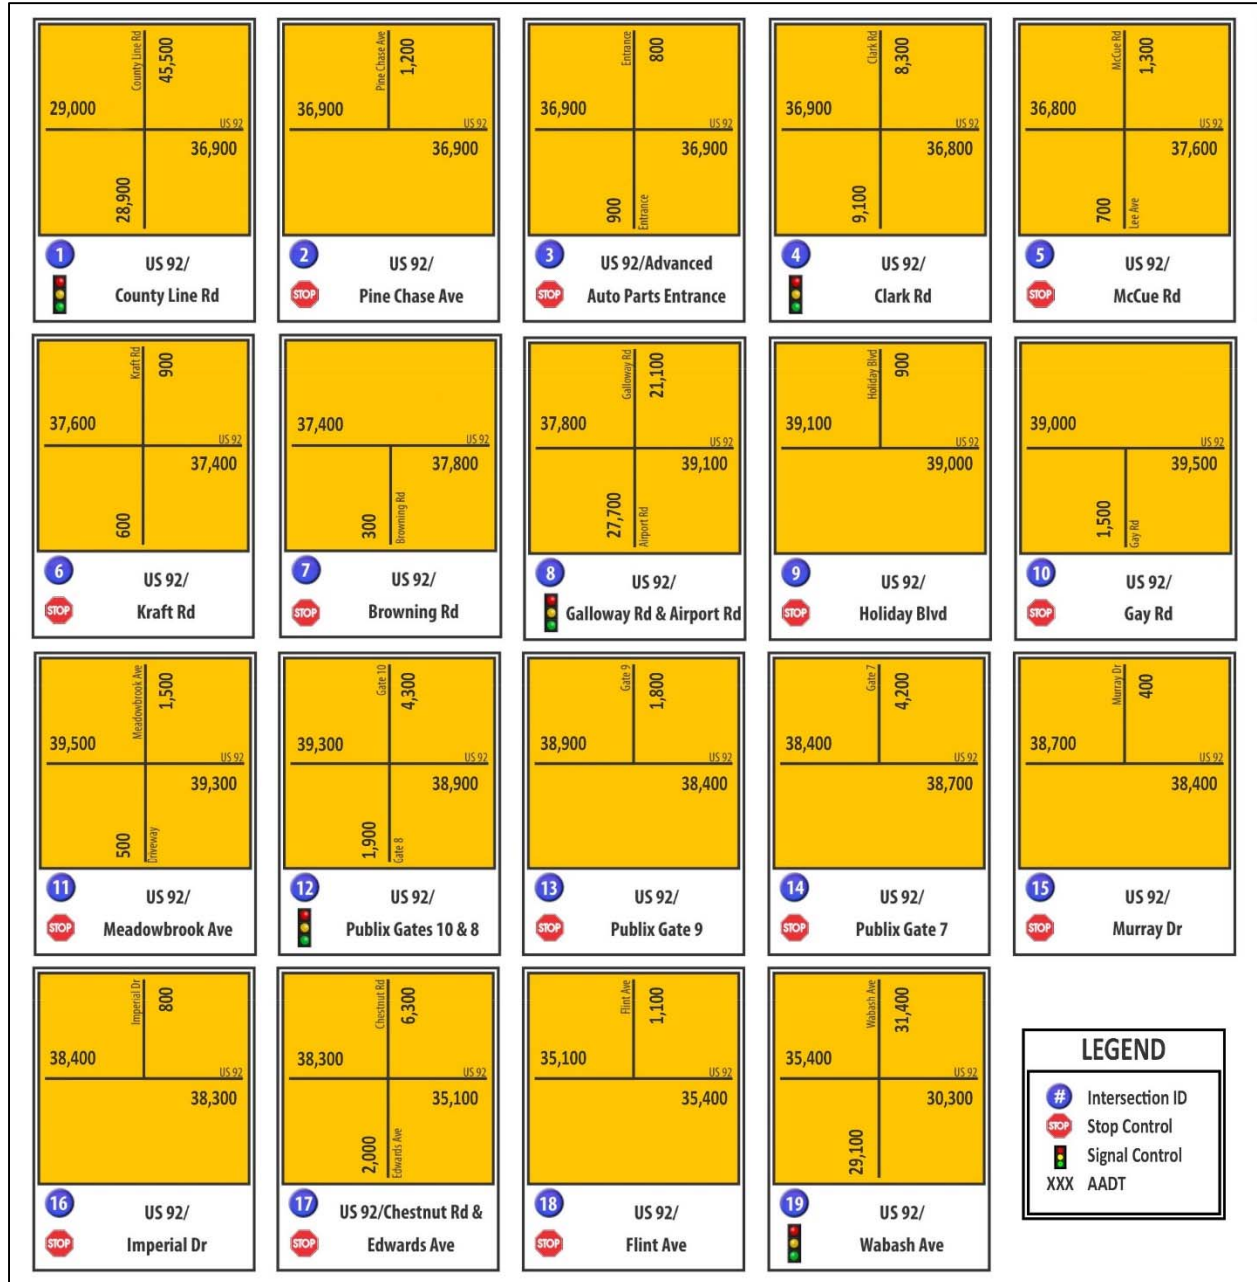 County Line Rd
45,500
29,000
US 92
36,900
28,900
1
US 92/
County Line Rd
Pine Chase Ave
1,200
36,900
US 92
36,900
2
US 92/
STOP
Pine Chase Ave
Entrance
800
36,900
US 92
36,900
900
Entrance
3
US 92/Advanced
STOP
Auto Parts Entrance
Clark Rd
8,300
36,900
US 92
36,800
9,100
4
US 92/
Clark Rd
McCue Rd
1,300
36,800
US 92
37,600
700
Lee Ave
5
US 92/
STOP
McCue Rd
Kraft Rd
900
37,600
US 92
37,400
600
6
US 92/
STOP
Kraft Rd
37,400
US 92
37,800
300
Browning Rd
7
US 92/
STOP
Browning Rd
Galloway Rd
21,100
37,800
US 92
39,100
27,700
Airport Rd
8
US 92/
Galloway Rd & Airport Rd
Holiday Blvd
900
39,100
US 92
39,000
9
US 92/
STOP
Holiday Blvd
39,000
US 92
39,500
1,500
Gay Rd
10
US 92/
STOP
Gay Rd
Meadowbrook Ave
1,500
39,500
US 92
39,300
500
Driveway
11
US 92/
STOP
Meadowbrook Ave
Gate 10
4,300
39,300
US 92
38,900
1,900
Gate 8
12
US 92/
Publix Gates 10 & 8
Gate 9
1,800
38,900
US 92
38,400
13
US 92/
STOP
Publix Gate 9
Gate 7
4,200
38,400
US 92
38,700
14
US 92/
STOP
Publix Gate 7
Murray Dr
400
38,700
US 92
38,400
15
US 92/
STOP
Murray Dr
Imperial Dr
800
38,400
US 92
38,300
16
US 92/
STOP
Imperial Dr
Chestnut Rd
6,300
38,300
US 92
35,100
2,000
Edwards Ave
17
US 92/Chestnut Rd &
STOP
Edwards Ave
Flint Ave
1,100
35,100
US 92
35,400
18
US 92/
STOP
Flint Ave
Wabash Ave
31,400
35,400
US 92
30,300
29,100
19
US 92/
Wabash Ave
LEGEND
# Intersection ID
STOP Stop Control
Signal Control
XXX AADT